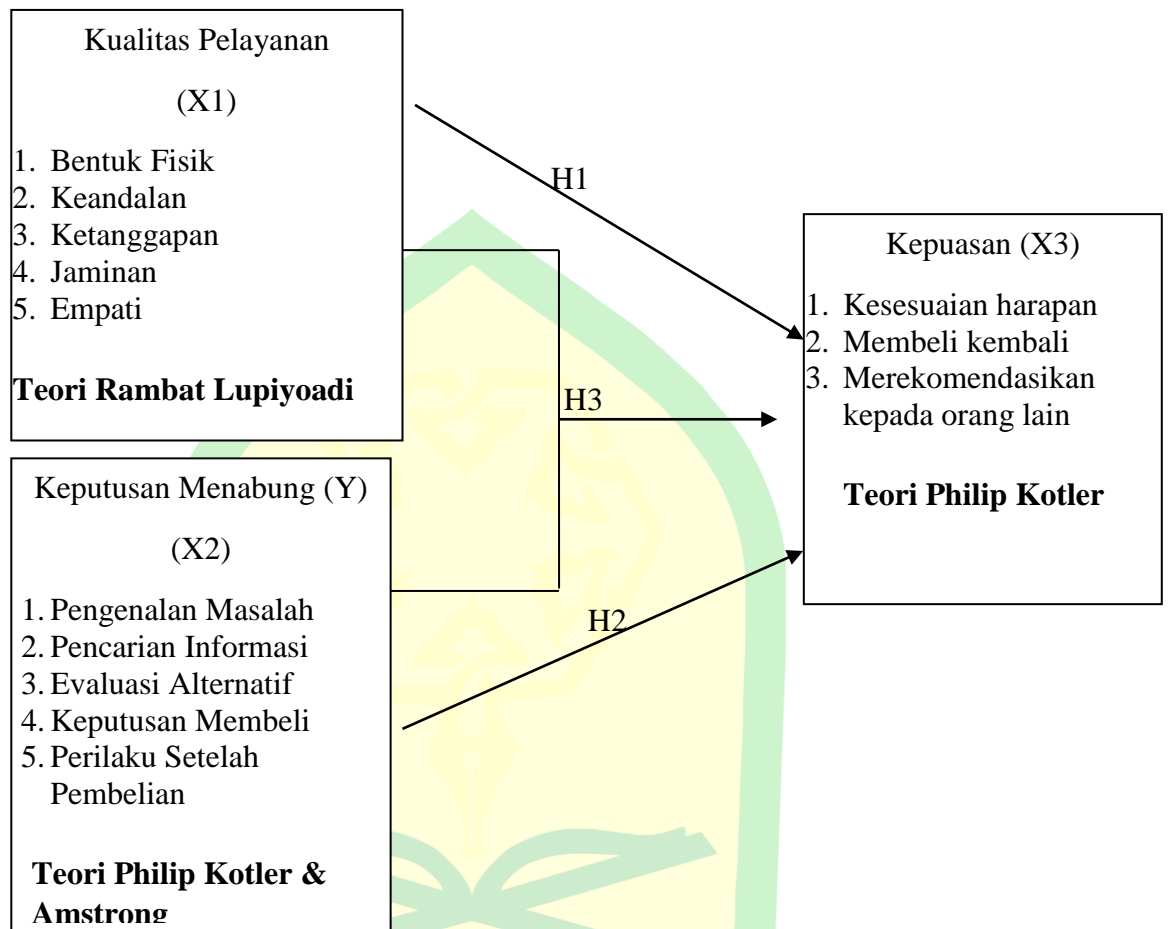 Kualitas Pelayanan
(X1)
1. Bentuk Fisik
2. Keandalan
3. Ketanggapan
4. Jaminan
5. Empati
Teori Rambat Lupiyoadi
Keputusan Menabung (Y)
(X2)
1. Pengenalan Masalah
2. Pencarian Informasi
3. Evaluasi Alternatif
4. Keputusan Membeli
5. Perilaku Setelah
Pembelian
Teori Philip Kotler &
Amstrong
H1
H3
H2
Kepuasan (X3)
1. Kesesuaian harapan
2. Membeli kembali
3. Merekomendasikan
kepada orang lain
Teori Philip Kotler